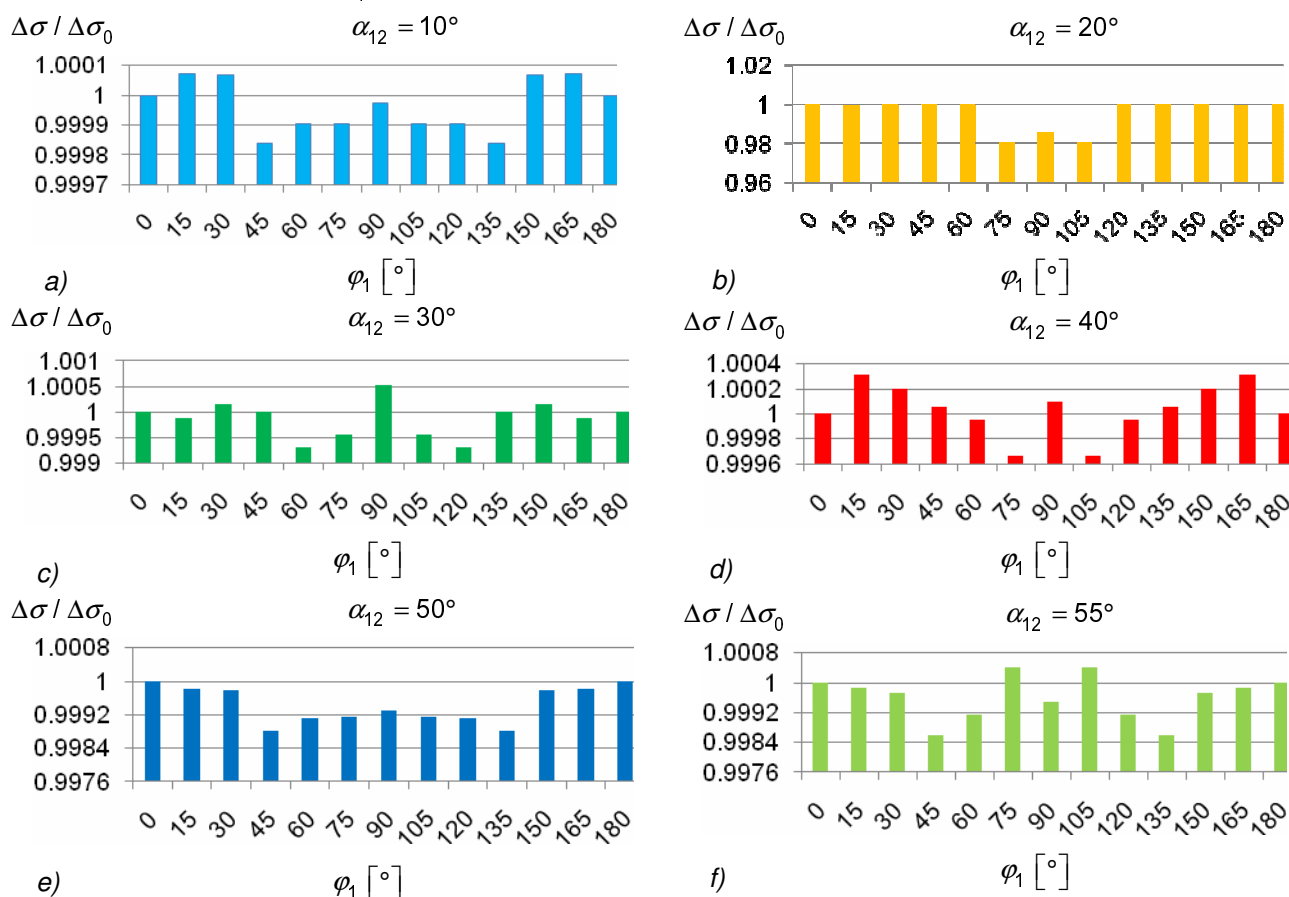 Δσ / Δσ₀
α₁₂ = 10°
1.0001
1
0.9999
0.9998
0.9997
0 15 30 45 60 75 90 105 120 135 150 165 180
a)
φ₁ [°]
Δσ / Δσ₀
α₁₂ = 20°
1.02
1
0.98
0.96
0 15 30 45 60 75 90 105 120 135 150 165 180
b)
φ₁ [°]
Δσ / Δσ₀
α₁₂ = 30°
1.001
1.0005
1
0.9995
0.999
0 15 30 45 60 75 90 105 120 135 150 165 180
c)
φ₁ [°]
Δσ / Δσ₀
α₁₂ = 40°
1.0004
1.0002
1
0.9998
0.9996
0 15 30 45 60 75 90 105 120 135 150 165 180
d)
φ₁ [°]
Δσ / Δσ₀
α₁₂ = 50°
1.0008
1
0.9992
0.9984
0.9976
0 15 30 45 60 75 90 105 120 135 150 165 180
e)
φ₁ [°]
Δσ / Δσ₀
α₁₂ = 55°
1.0008
1
0.9992
0.9984
0.9976
0 15 30 45 60 75 90 105 120 135 150 165 180
f)
φ₁ [°]